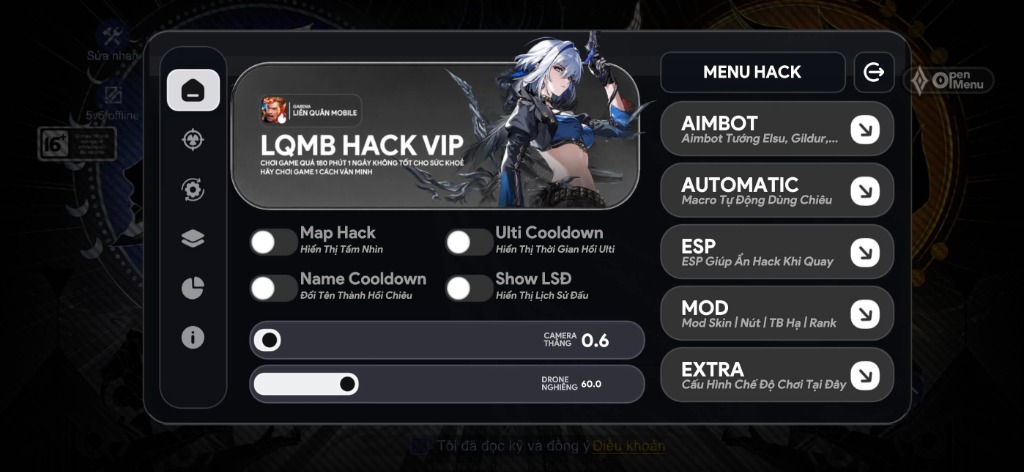 Sửa nhanh
5v5 offline
16+
GARENA
LIÊN QUÂN MOBILE
LQMB HACK VIP
CHƠI GAME QUÁ 180 PHÚT 1 NGÀY KHÔNG TỐT CHO SỨC KHOẺ
HÃY CHƠI GAME 1 CÁCH VĂN MINH
Map Hack
Hiển Thị Tầm Nhìn
Ulti Cooldown
Hiển Thị Thời Gian Hồi Ulti
Name Cooldown
Đổi Tên Thành Hồi Chiêu
Show LSĐ
Hiển Thị Lịch Sử Đấu
CAMERA
THẲNG
0.6
DRONE
NGHIÊNG
60.0
MENU HACK
AIMBOT
Aimbot Tướng Elsu, Gildur,...
AUTOMATIC
Macro Tự Động Dùng Chiêu
ESP
ESP Giúp Ẩn Hack Khi Quay
MOD
Mod Skin | Nút | TB Hạ | Rank
EXTRA
Cấu Hình Chế Độ Chơi Tại Đây
Open
Menu
Tôi đã đọc kỹ và đồng ý Điều khoản